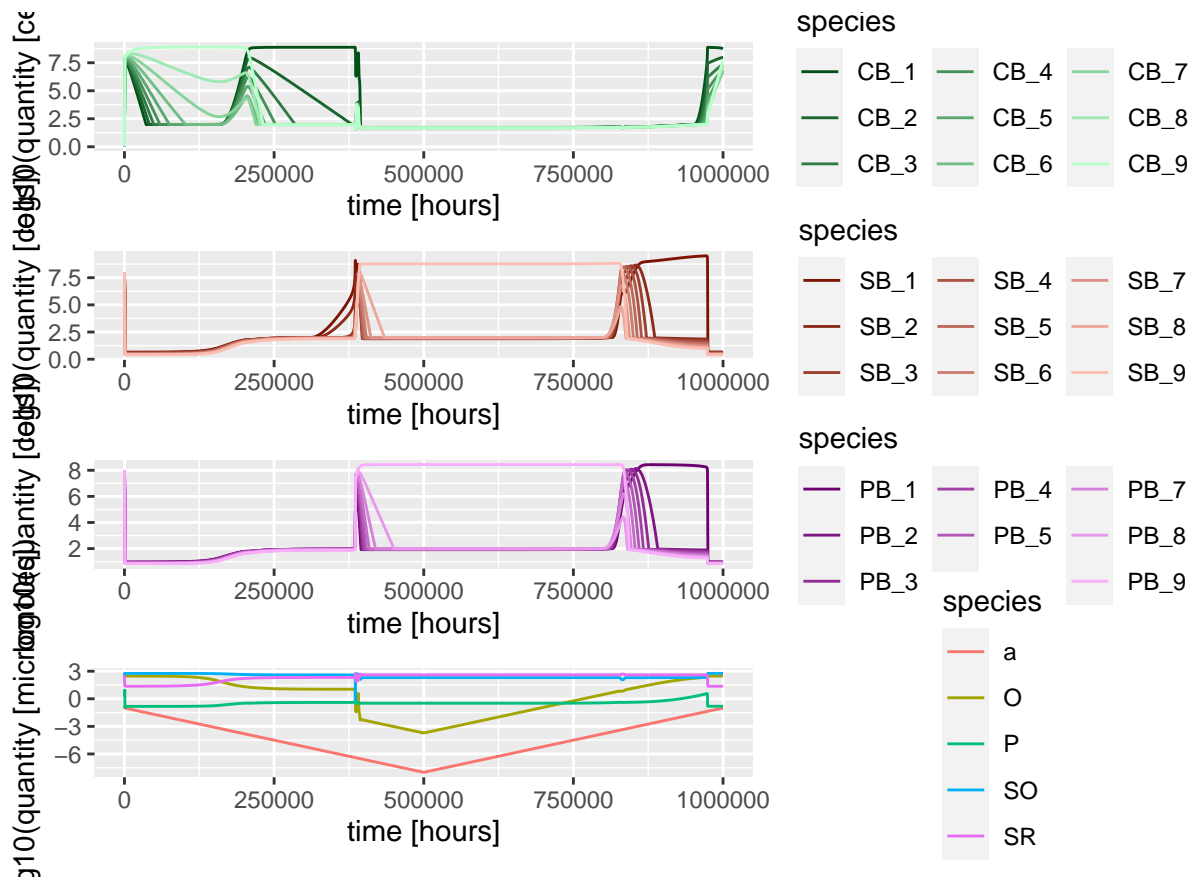 species
7.5
5.0
2.5
0.0
0 250000 500000 750000 1000000
time [hours]
CB_1 CB_4 CB_7
CB_2 CB_5 CB_8
CB_3 CB_6 CB_9
species
7.5
5.0
2.5
0.0
0 250000 500000 750000 1000000
time [hours]
SB_1 SB_4 SB_7
SB_2 SB_5 SB_8
SB_3 SB_6 SB_9
species
8
6
4
2
0 250000 500000 750000 1000000
time [hours]
PB_1 PB_4 PB_7
PB_2 PB_5 PB_8
PB_3 PB_9
species
3
0
−3
−6
0 250000 500000 750000 1000000
time [hours]
a
O
P
SO
SR